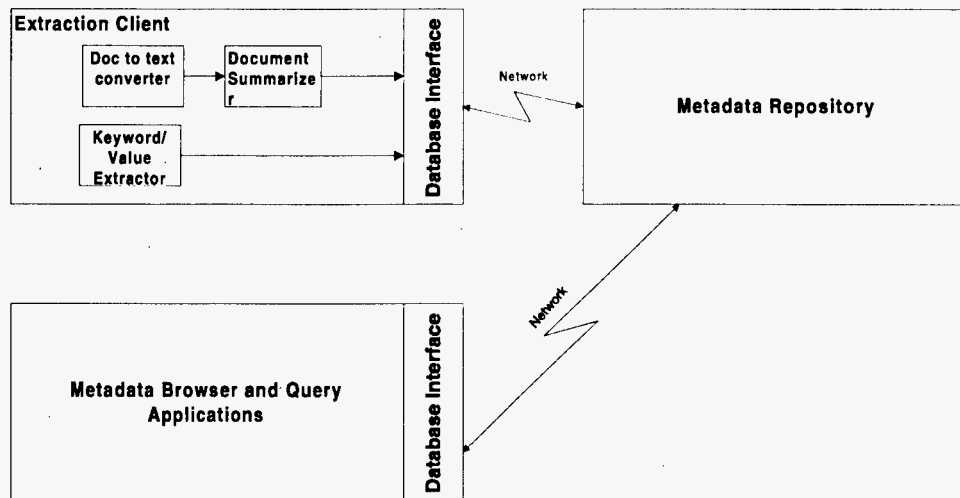 Extraction Client
Doc to text
converter
Document
Summarize
r
Keyword/
Value
Extractor
Database Interface
Network
Metadata Repository
Network
Metadata Browser and Query
Applications
Database Interface